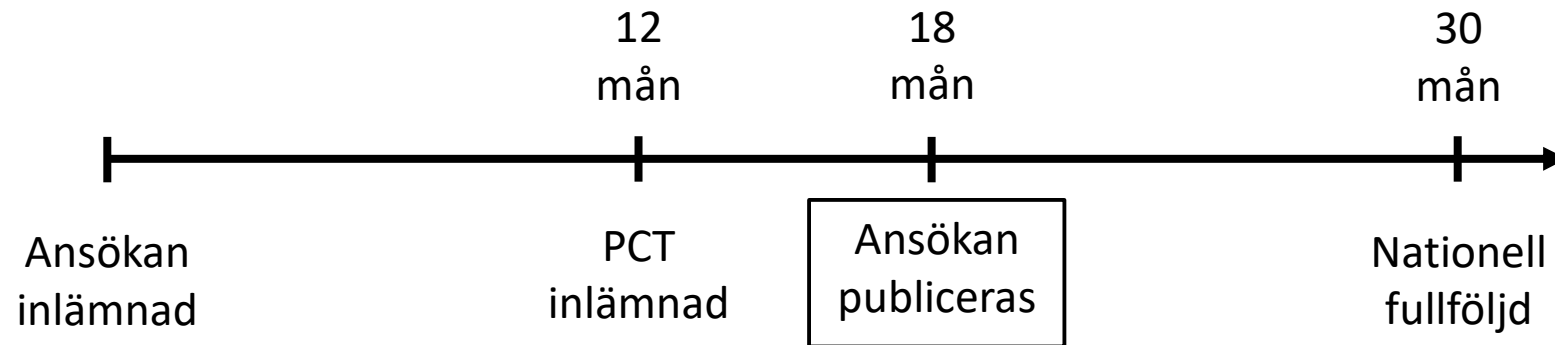 12
mån
18
mån
30
mån
Ansökan
inlämnad
PCT
inlämnad
Ansökan
publiceras
Nationell
fullföljd